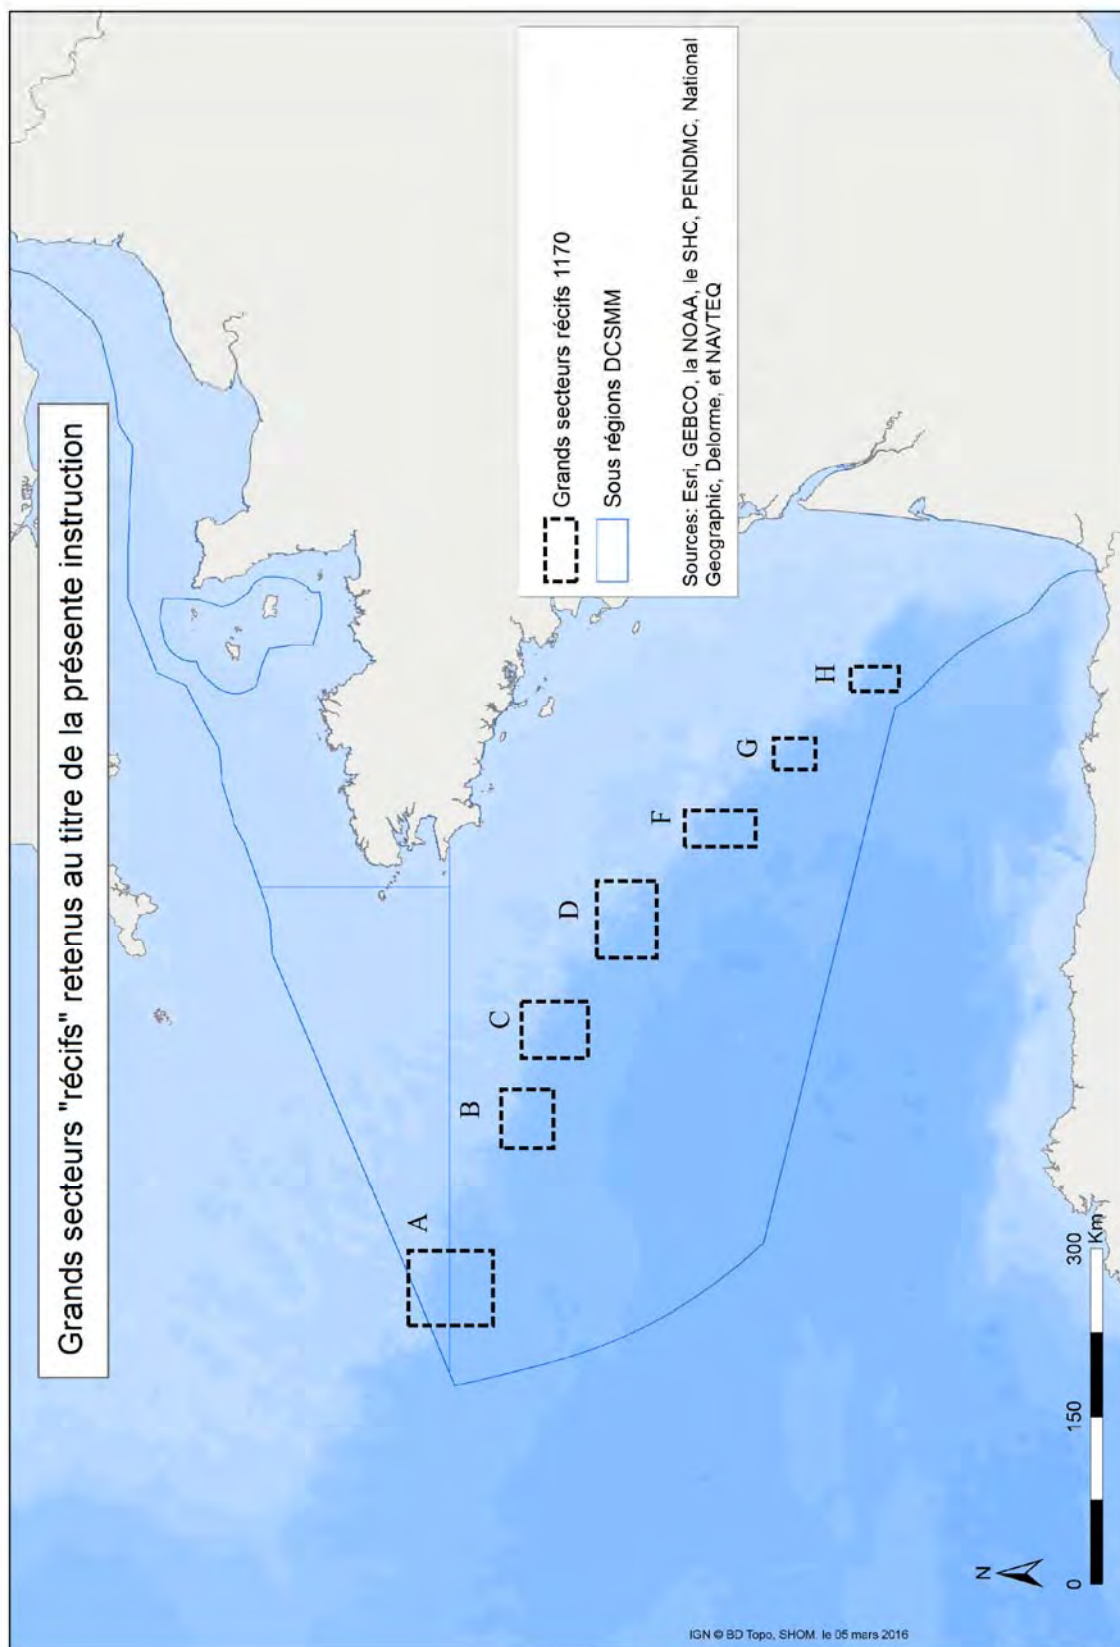 Grands secteurs "récifs" retenus au titre de la présente instruction
A
B
C
D
F
G
H
Grands secteurs récifs 1170
Sous régions DCSMM
Sources: Esri, GEBCO, la NOAA, le SHC, PENDMC, National
Geographic, Delorme, et NAVTEQ
N
0 150 300
Km
IGN © BD Topo, SHOM. le 05 mars 2016